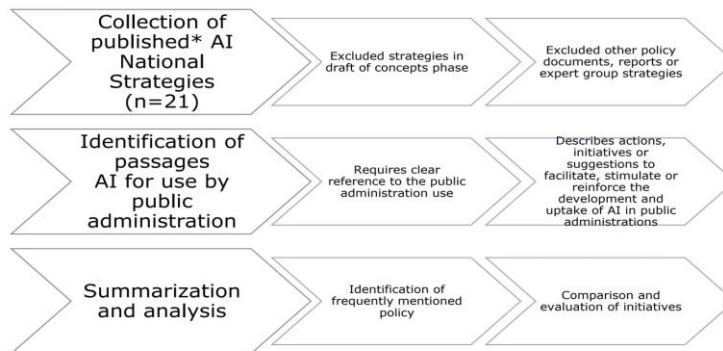 Collection of
published* AI
National
Strategies
(n=21)
Excluded strategies in
draft of concepts phase
Excluded other policy
documents, reports or
expert group strategies
Identification of
passages
AI for use by
public
administration
Requires clear
reference to the public
administration use
Describes actions,
initiatives or
suggestions to
facilitate, stimulate or
reinforce the
development and
uptake of AI in public
administrations
Summarization
and analysis
Identification of
frequently mentioned
policy
Comparison and
evaluation of initiatives